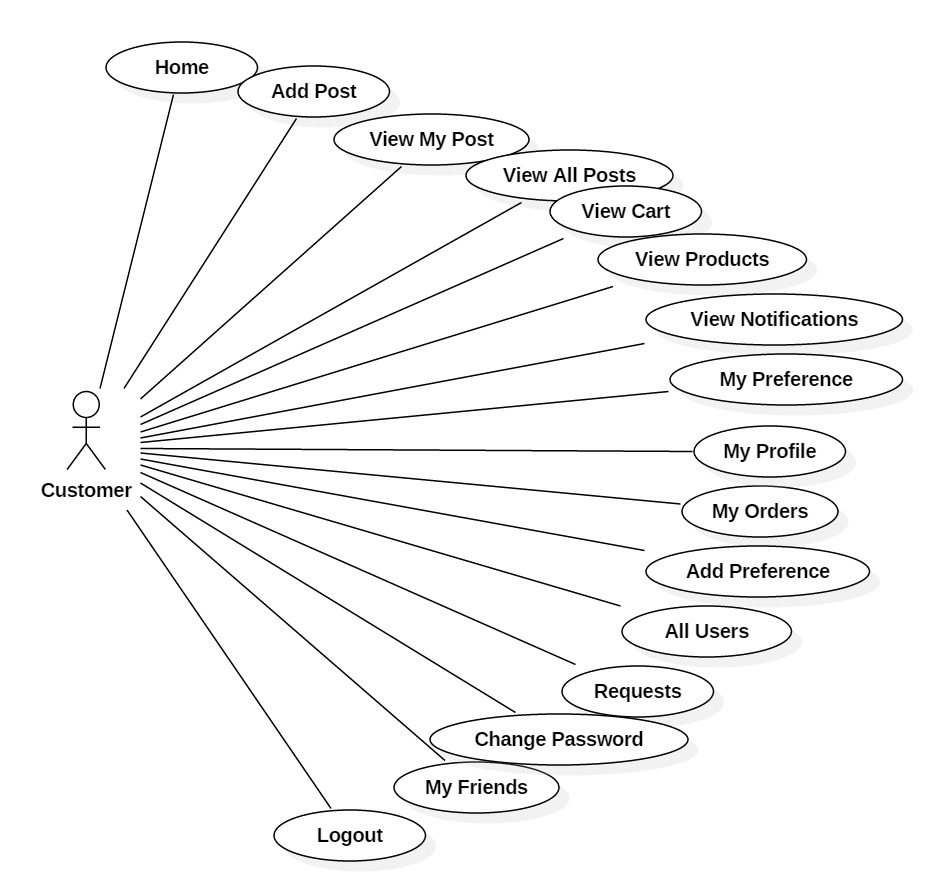 Home
Add Post
View My Post
View All Posts
View Cart
View Products
View Notifications
My Preference
My Profile
Customer
My Orders
Add Preference
All Users
Requests
Change Password
My Friends
Logout